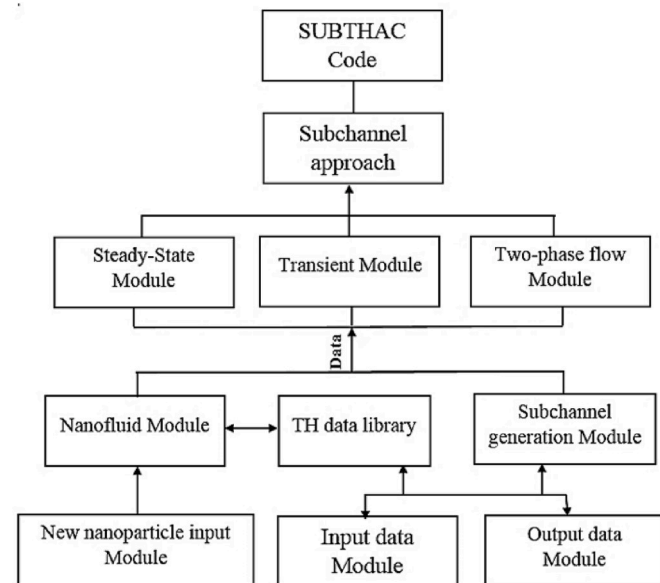 SUBTHAC
Code
Subchannel
approach
Steady-State
Module
Transient Module
Two-phase flow
Module
Data
Nanofluid Module
TH data library
Subchannel
generation Module
New nanoparticle input
Module
Input data
Module
Output data
Module